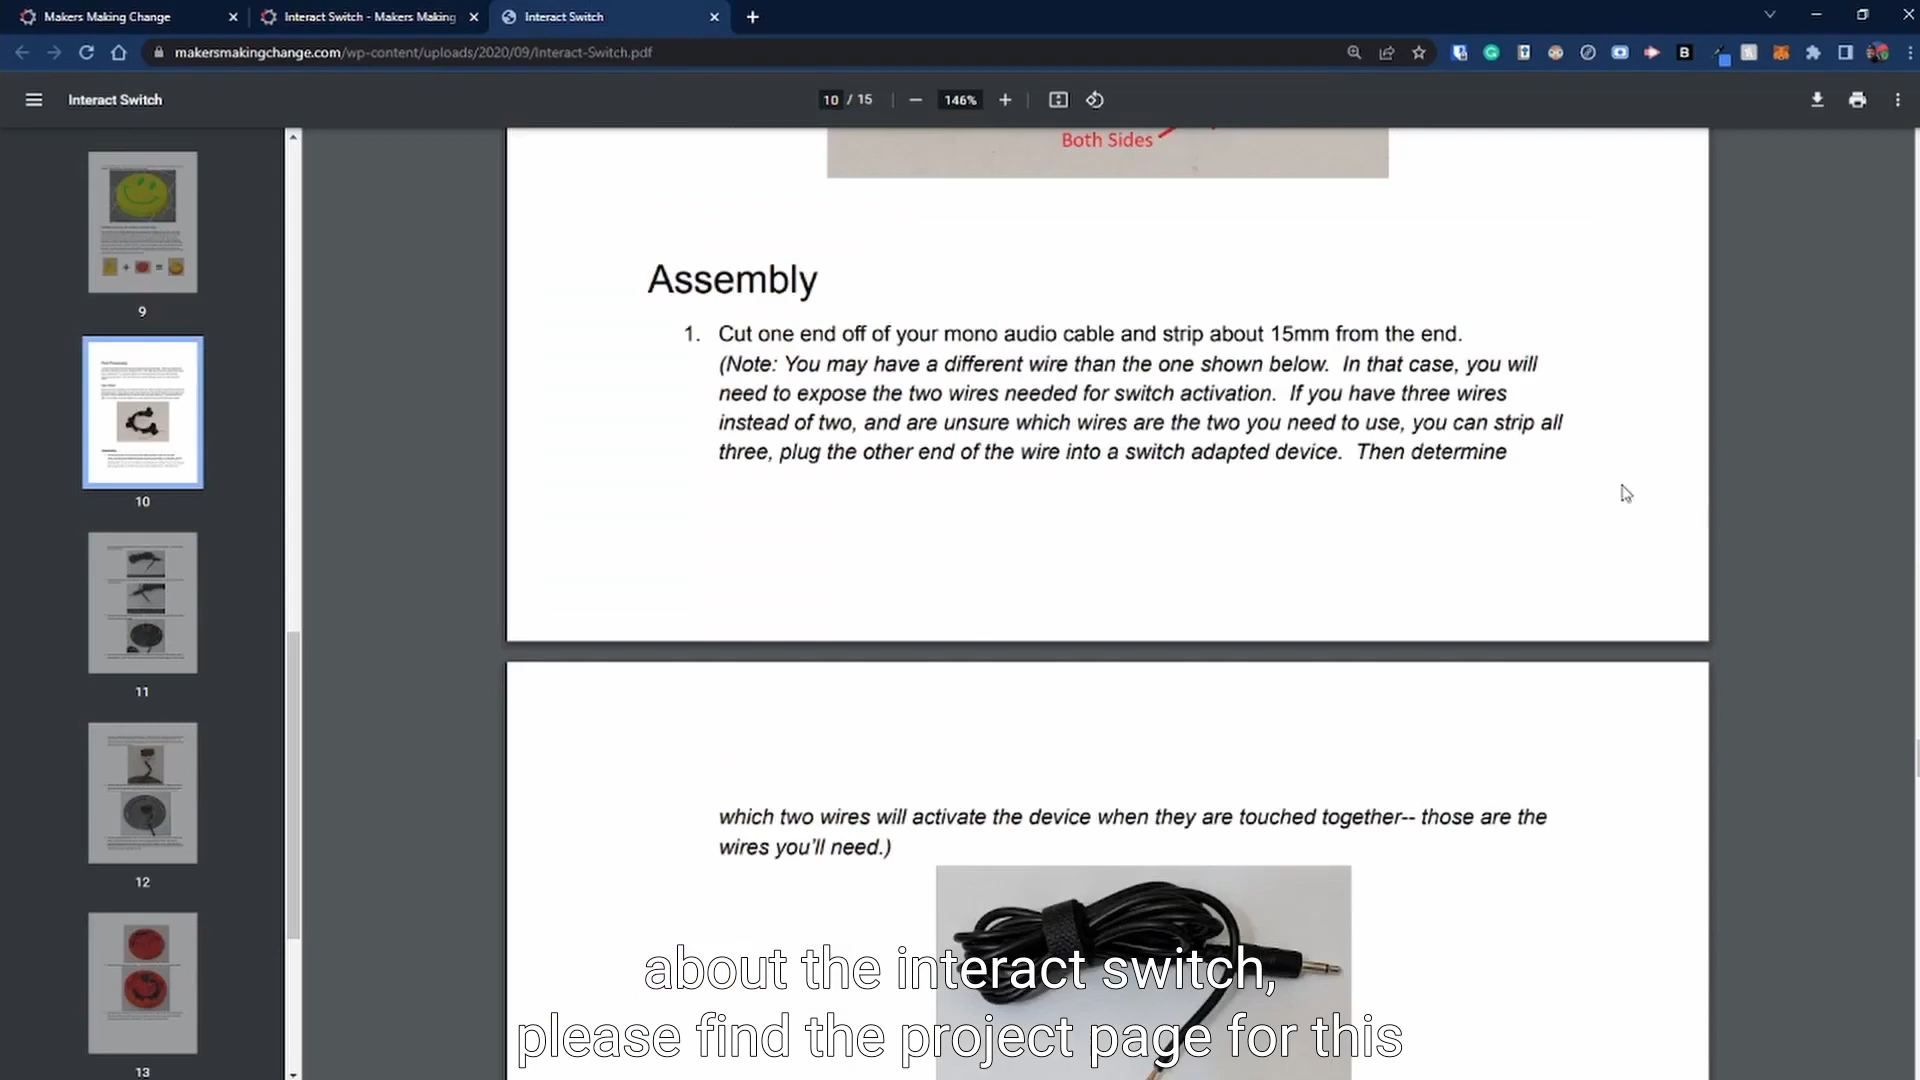 Makers Making Change
Interact Switch - Makers Making
Interact Switch
makersmakingchange.com/wp-content/uploads/2020/09/Interact-Switch.pdf
Interact Switch
10 / 15
146%
Both Sides
Assembly
1. Cut one end off of your mono audio cable and strip about 15mm from the end.
(Note: You may have a different wire than the one shown below. In that case, you will
need to expose the two wires needed for switch activation. If you have three wires
instead of two, and are unsure which wires are the two you need to use, you can strip all
three, plug the other end of the wire into a switch adapted device. Then determine
which two wires will activate the device when they are touched together-- those are the
wires you'll need.)
9
10
11
12
13
about the interact switch,
please find the project page for this